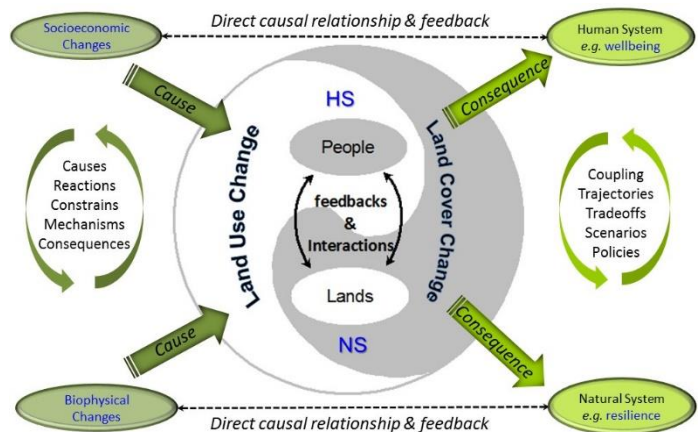 Direct causal relationship & feedback
Socioeconomic
Changes
Human System
e.g. wellbeing
Cause
Consequence
HS
People
Land Use Change
Land Cover Change
feedbacks
&
Interactions
Causes
Reactions
Constrains
Mechanisms
Consequences
Coupling
Trajectories
Tradeoffs
Scenarios
Policies
Lands
NS
Cause
Consequence
Biophysical
Changes
Natural System
e.g. resilience
Direct causal relationship & feedback